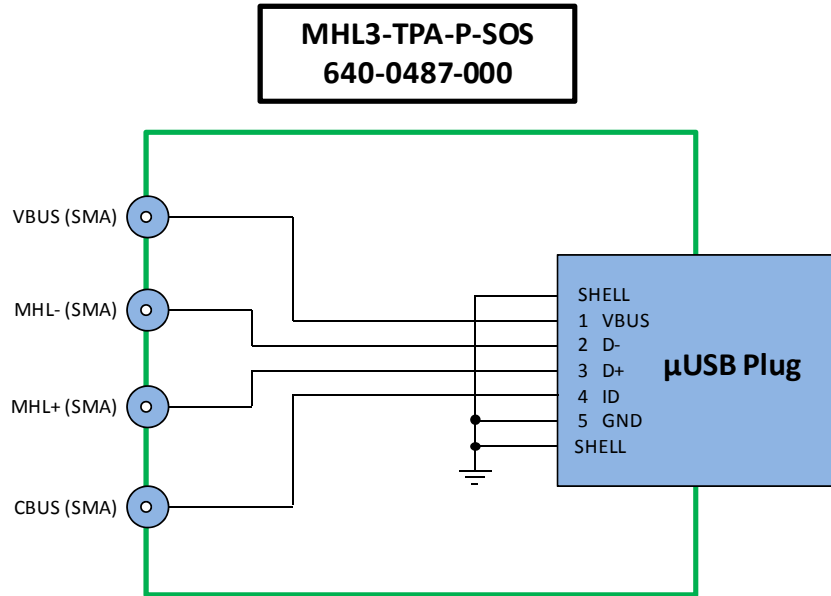 MHL3-TPA-P-SOS
640-0487-000
VBUS (SMA)
MHL- (SMA)
MHL+ (SMA)
CBUS (SMA)
SHELL
1 VBUS
2 D-
3 D+
4 ID
5 GND
SHELL
µUSB Plug